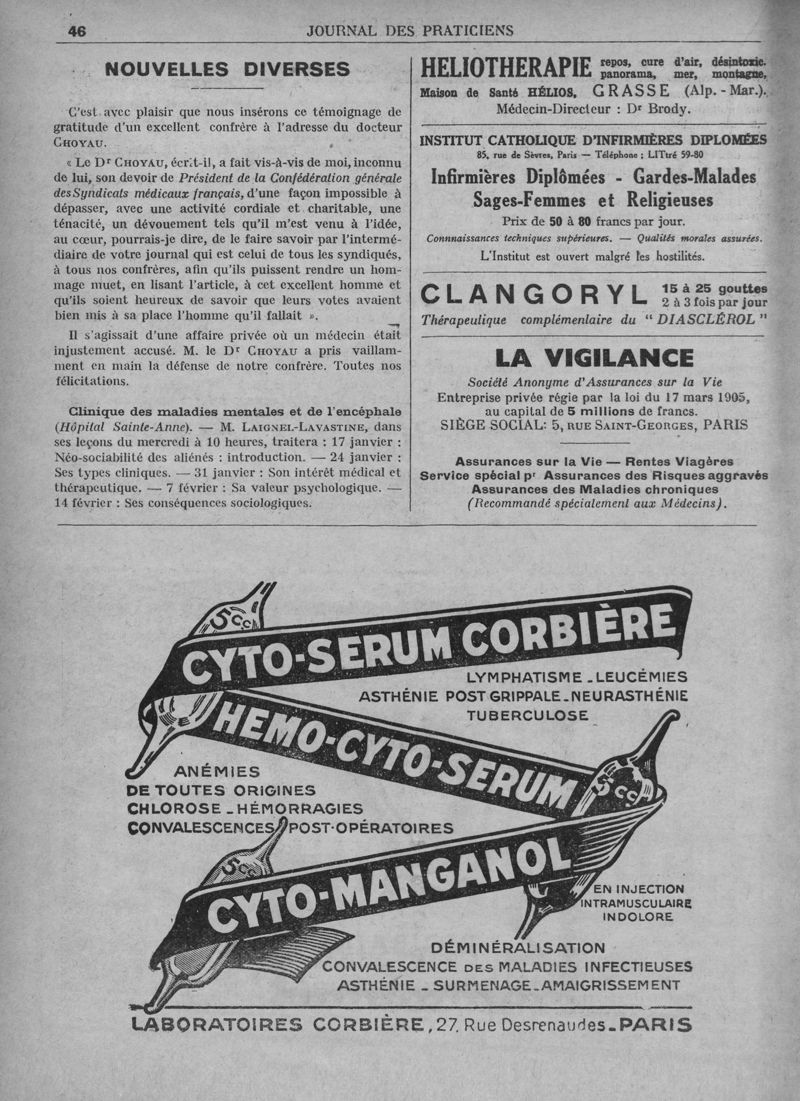 46
JOURNAL DES PRATICIENS
NOUVELLES DIVERSES
C'est avec plaisir que nous insérons ce témoignage de
gratitude d'un excellent confrère à l'adresse du docteur
CHOYAU.
« Le Dr CHOYAU, écrit-il, a fait vis-à-vis de moi, inconnu
de lui, son devoir de Président de la Confédération générale
des Syndicats médicaux français, d'une façon impossible à
dépasser, avec une activité cordiale et charitable, une
ténacité, un dévouement tels qu'il m'est venu à l'idée,
au cœur, pourrais-je dire, de le faire savoir par l'intermé-
diaire de votre journal qui est celui de tous les syndiqués,
à tous nos confrères, afin qu'ils puissent rendre un hom-
mage muet, en lisant l'article, à cet excellent homme et
qu'ils soient heureux de savoir que leurs votes avaient
bien mis à sa place l'homme qu'il fallait ».
Il s'agissait d'une affaire privée où un médecin était
injustement accusé. M. le Dr CHOYAU a pris vaillam-
ment en main la défense de notre confrère. Toutes nos
félicitations.
Clinique des maladies mentales et de l'encéphale
(Hôpital Sainte-Anne). — M. LAIGNEL-LAVASTINE, dans
ses leçons du mercredi à 10 heures, traitera : 17 janvier :
Néo-sociabilité des aliénés : introduction. — 24 janvier :
Ses types cliniques. — 31 janvier : Son intérêt médical et
thérapeutique. — 7 février : Sa valeur psychologique. —
14 février : Ses conséquences sociologiques.
HELIOTHERAPIE repos, cure d'air, désintoxic.
panorama, mer, montagne,
Maison de Santé HÉLIOS, GRASSE (Alp.-Mar.).
Médecin-Directeur : Dr Brody.
INSTITUT CATHOLIQUE D'INFIRMIÈRES DIPLOMÉES
85, rue de Sèvres, Paris — Téléphone : LITtré 59-80
Infirmières Diplômées - Gardes-Malades
Sages-Femmes et Religieuses
Prix de 50 à 80 francs par jour.
Connnaissances techniques supérieures. — Qualités morales assurées.
L'Institut est ouvert malgré les hostilités.
CLANGORYL 15 à 25 gouttes
2 à 3 fois par jour
Thérapeutique complémentaire du " DIASCLÉROL "
LA VIGILANCE
Société Anonyme d'Assurances sur la Vie
Entreprise privée régie par la loi du 17 mars 1905,
au capital de 5 millions de francs.
SIÈGE SOCIAL: 5, RUE SAINT-GEORGES, PARIS
Assurances sur la Vie — Rentes Viagères
Service spécial pr Assurances des Risques aggravés
Assurances des Maladies chroniques
(Recommandé spécialement aux Médecins).
5cc.
CYTO-SERUM CORBIÈRE
LYMPHATISME - LEUCÉMIES
ASTHÉNIE POST GRIPPALE - NEURASTHÉNIE
TUBERCULOSE
HEMO-CYTO-SERUM
5cc.
ANÉMIES
DE TOUTES ORIGINES
CHLOROSE - HÉMORRAGIES
CONVALESCENCES POST-OPÉRATOIRES
5cc.
CYTO-MANGANOL
EN INJECTION
INTRAMUSCULAIRE
INDOLORE
DÉMINÉRALISATION
CONVALESCENCE DES MALADIES INFECTIEUSES
ASTHÉNIE - SURMENAGE - AMAIGRISSEMENT
LABORATOIRES CORBIÈRE, 27, Rue Desrenaudes - PARIS